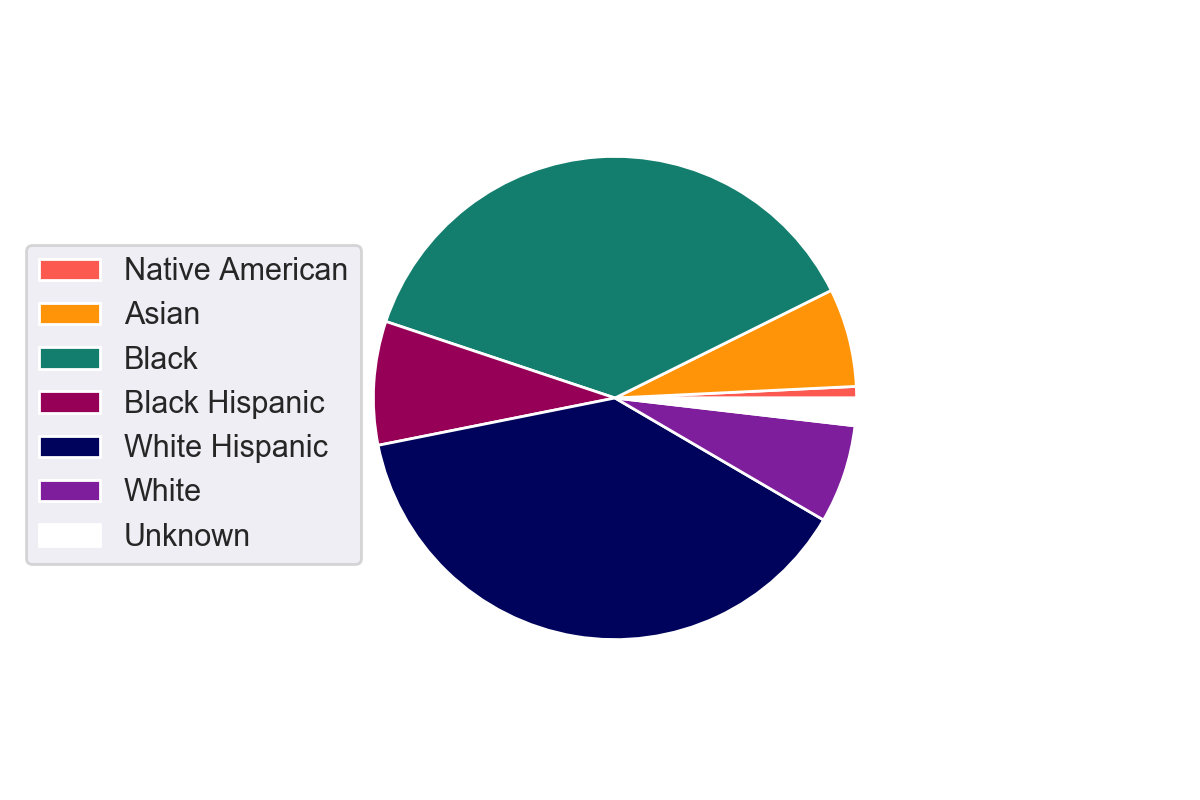 Native American
Asian
Black
Black Hispanic
White Hispanic
White
Unknown